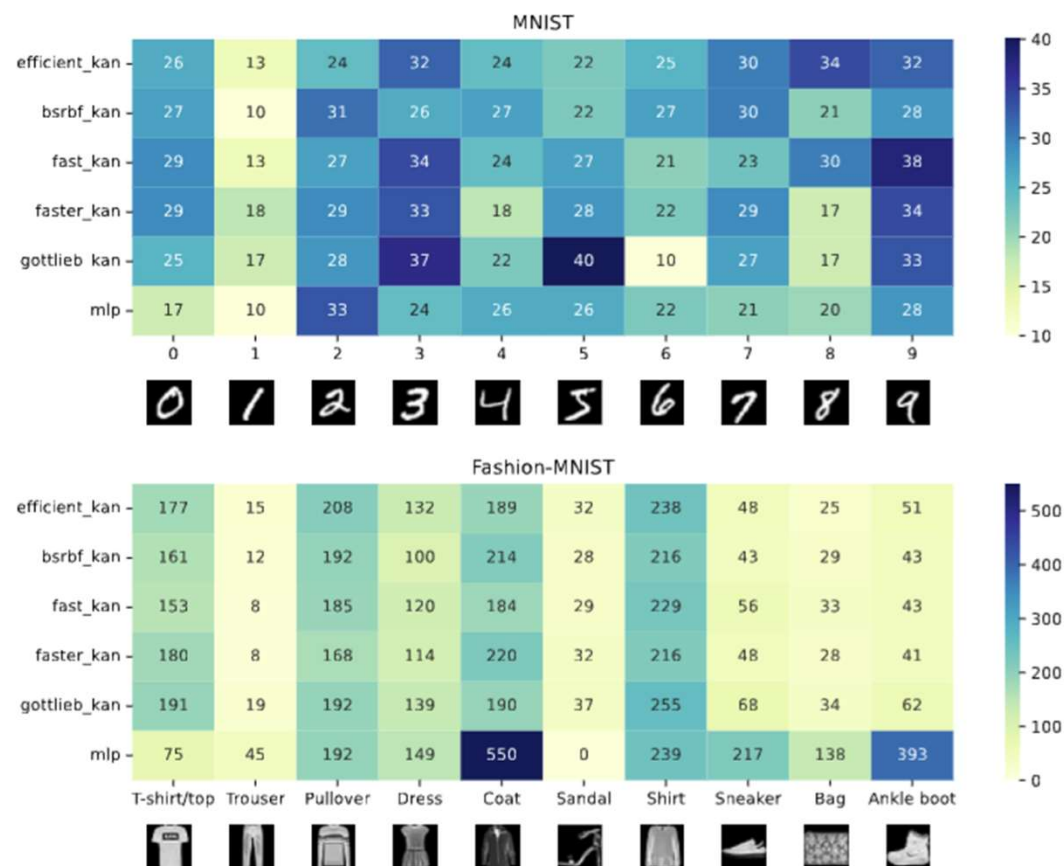 MNIST
efficient_kan 26 13 24 32 24 22 25 30 34 32
bsrbf_kan 27 10 31 26 27 22 27 30 21 28
fast_kan 29 13 27 34 24 27 21 23 30 38
faster_kan 29 18 29 33 18 28 22 29 17 34
gottlieb_kan 25 17 28 37 22 40 10 27 17 33
mlp 17 10 33 24 26 26 22 21 20 28
0 1 2 3 4 5 6 7 8 9
40
35
30
25
20
15
10
0 1 2 3 4 5 6 7 8 9
Fashion-MNIST
efficient_kan 177 15 208 132 189 32 238 48 25 51
bsrbf_kan 161 12 192 100 214 28 216 43 29 43
fast_kan 153 8 185 120 184 29 229 56 33 43
faster_kan 180 8 168 114 220 32 216 48 28 41
gottlieb_kan 191 19 192 139 190 37 255 68 34 62
mlp 75 45 192 149 550 0 239 217 138 393
T-shirt/top Trouser Pullover Dress Coat Sandal Shirt Sneaker Bag Ankle boot
500
400
300
200
100
0